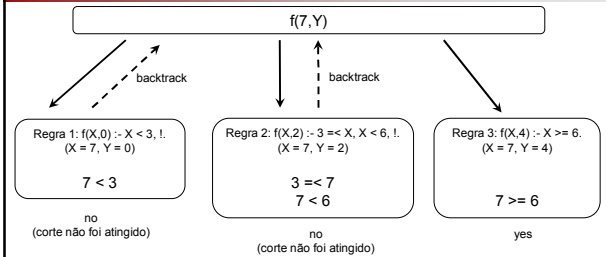 f(7,Y)
backtrack
backtrack
Regra 1: f(X,0) :- X < 3, !.
(X = 7, Y = 0)
7 < 3
no
(corte não foi atingido)
Regra 2: f(X,2) :- 3 =< X, X < 6, !.
(X = 7, Y = 2)
3 =< 7
7 < 6
no
(corte não foi atingido)
Regra 3: f(X,4) :- X >= 6.
(X = 7, Y = 4)
7 >= 6
yes